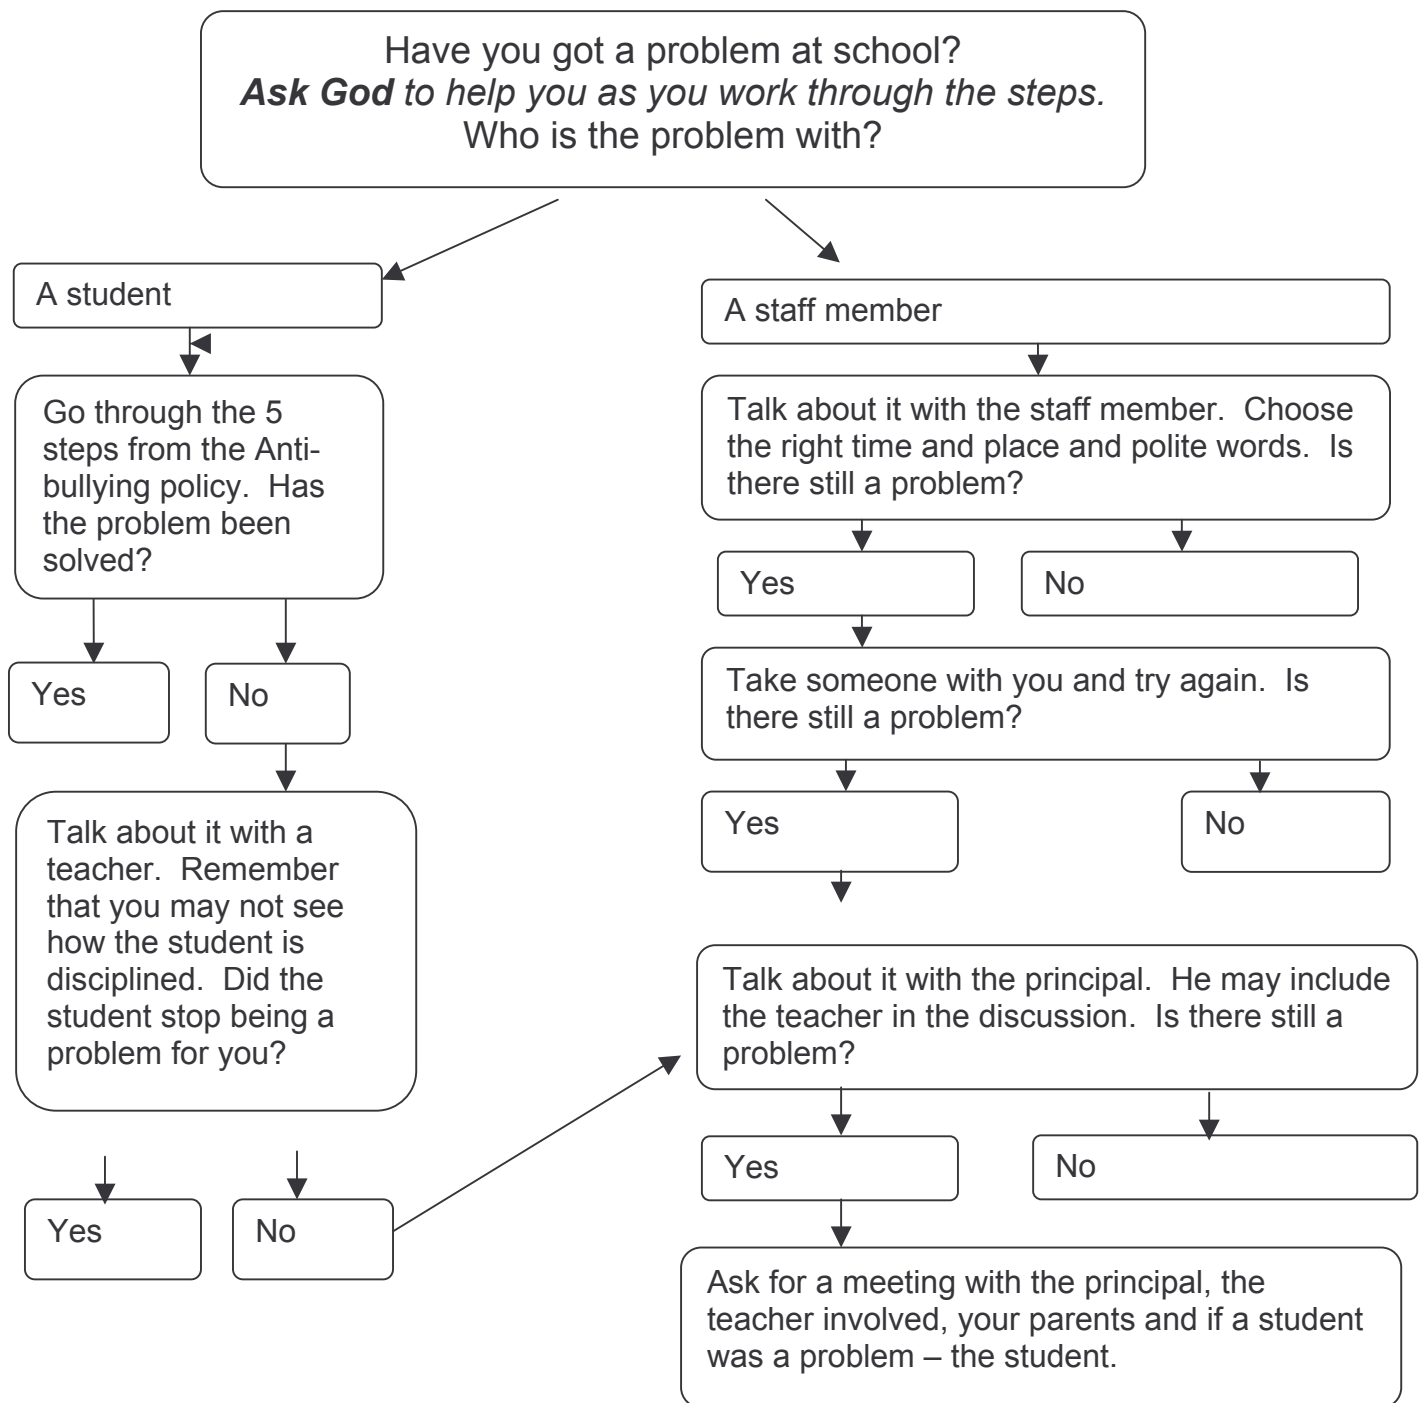 Have you got a problem at school?
Ask God to help you as you work through the steps.
Who is the problem with?
A student
Go through the 5
steps from the Anti-
bullying policy.  Has
the problem been
solved?
Yes
No
Talk about it with a
teacher.  Remember
that you may not see
how the student is
disciplined.  Did the
student stop being a
problem for you?
Yes
No
A staff member
Talk about it with the staff member.  Choose
the right time and place and polite words.  Is
there still a problem?
Yes
No
Take someone with you and try again.  Is
there still a problem?
Yes
No
Talk about it with the principal.  He may include
the teacher in the discussion.  Is there still a
problem?
Yes
No
Ask for a meeting with the principal, the
teacher involved, your parents and if a student
was a problem – the student.